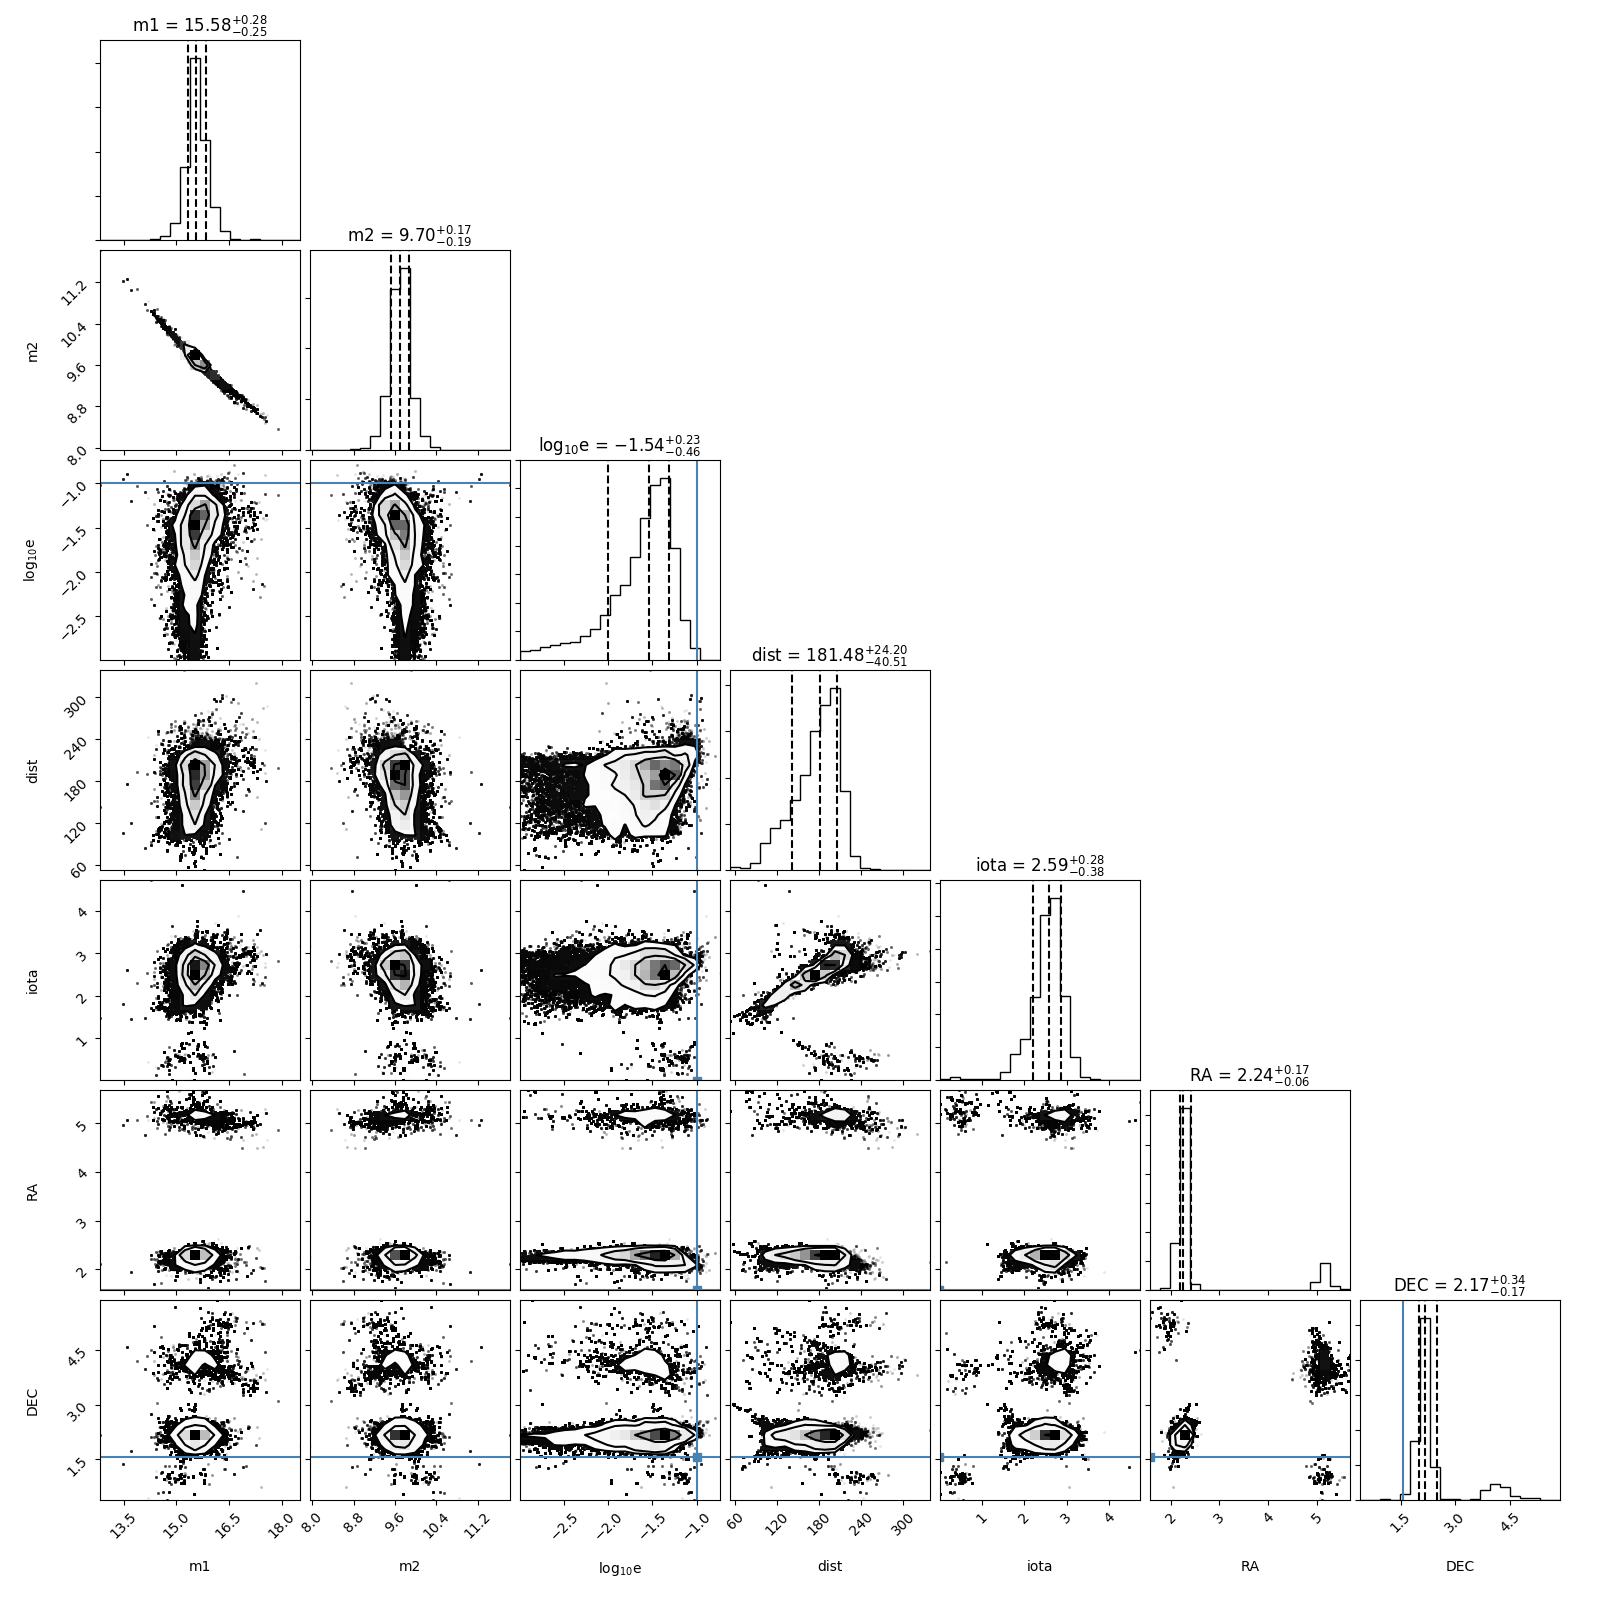 m1 = 15.58+0.28−0.25
m2 = 9.70+0.17−0.19
11.2
10.4
9.6
8.8
8.0
m2
log10e = −1.54+0.23−0.46
−1.0
−1.5
−2.0
−2.5
log10e
dist = 181.48+24.20−40.51
300
240
180
120
60
dist
iota = 2.59+0.28−0.38
4
3
2
1
iota
RA = 2.24+0.17−0.06
5
4
3
2
RA
DEC = 2.17+0.34−0.17
4.5
3.0
1.5
DEC
13.5 15.0 16.5 18.0 8.0 8.8 9.6 10.4 11.2 −2.5 −2.0 −1.5 −1.0 60 120 180 240 300 1 2 3 4 2 3 4 5 1.5 3.0 4.5
m1 m2 log10e dist iota RA DEC